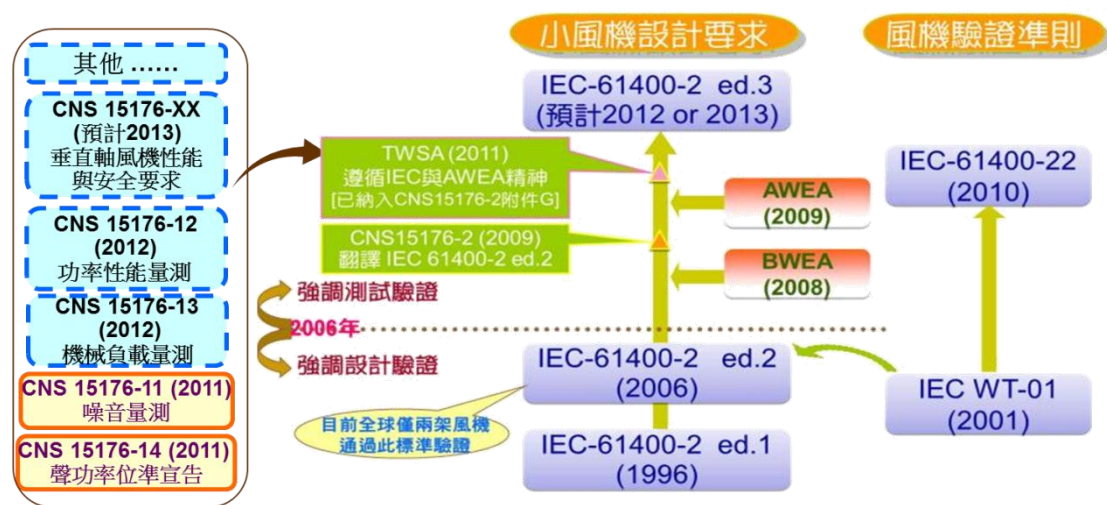 其他 ……
CNS 15176-XX
(預計2013)
垂直軸風機性能
與安全要求
CNS 15176-12
(2012)
功率性能量測
CNS 15176-13
(2012)
機械負載量測
CNS 15176-11 (2011)
噪音量測
CNS 15176-14 (2011)
聲功率位準宣告
小風機設計要求
IEC-61400-2 ed.3
(預計2012 or 2013)
TWSA (2011)
遵循IEC與AWEA精神
[已納入CNS15176-2附件G]
CNS15176-2 (2009)
翻譯 IEC 61400-2 ed.2
AWEA
(2009)
BWEA
(2008)
強調測試驗證
2006年
強調設計驗證
IEC-61400-2 ed.2
(2006)
目前全球僅兩架風機
通過此標準驗證
IEC-61400-2 ed.1
(1996)
風機驗證準則
IEC-61400-22
(2010)
IEC WT-01
(2001)